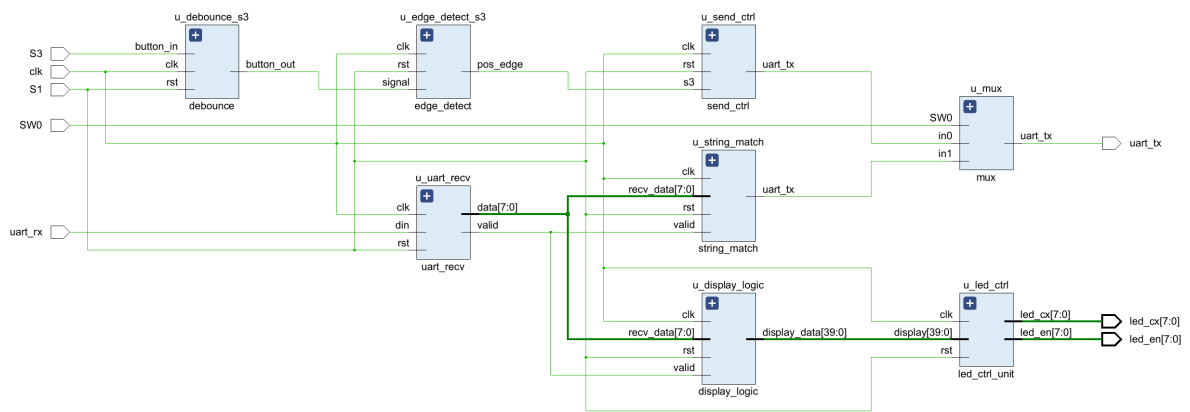 u_debounce_s3
S3
clk
S1
button_in
clk
rst
button_out
debounce
u_edge_detect_s3
clk
rst
signal
pos_edge
edge_detect
u_send_ctrl
clk
rst
s3
uart_tx
send_ctrl
SW0
u_mux
SW0
in0
in1
uart_tx
mux
uart_tx
u_string_match
clk
recv_data[7:0]
rst
valid
uart_tx
string_match
u_uart_recv
clk
din
rst
data[7:0]
valid
uart_recv
uart_rx
u_display_logic
clk
recv_data[7:0]
rst
valid
display_data[39:0]
display_logic
u_led_ctrl
clk
display[39:0]
rst
led_cx[7:0]
led_en[7:0]
led_ctrl_unit
led_cx[7:0]
led_en[7:0]